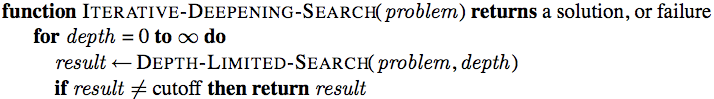 function ITERATIVE-DEEPENING-SEARCH(problem) returns a solution, or failure
for depth = 0 to ∞ do
result ← DEPTH-LIMITED-SEARCH(problem, depth)
if result ≠ cutoff then return result